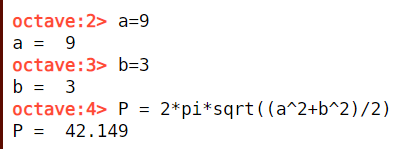 octave:2> a=9
a =  9
octave:3> b=3
b =  3
octave:4> P = 2*pi*sqrt((a^2+b^2)/2)
P =  42.149